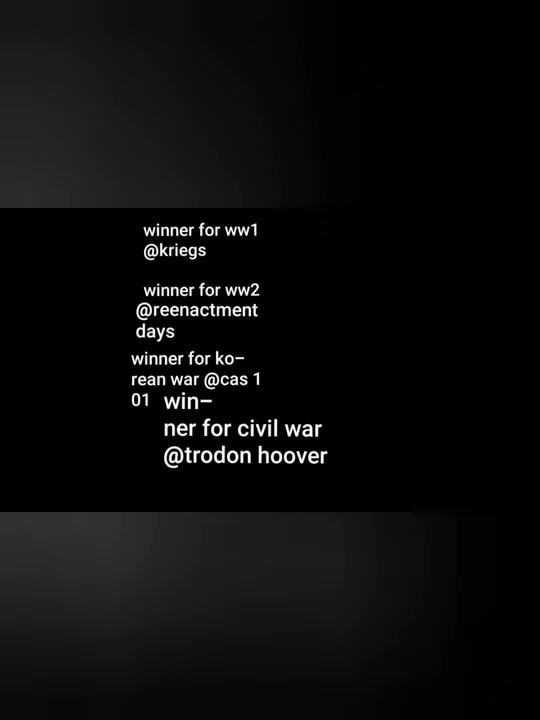 winner for ww1
@kriegs
winner for ww2
@reenactment
days
winner for ko–
rean war @cas 1
01
win–
ner for civil war
@trodon hoover